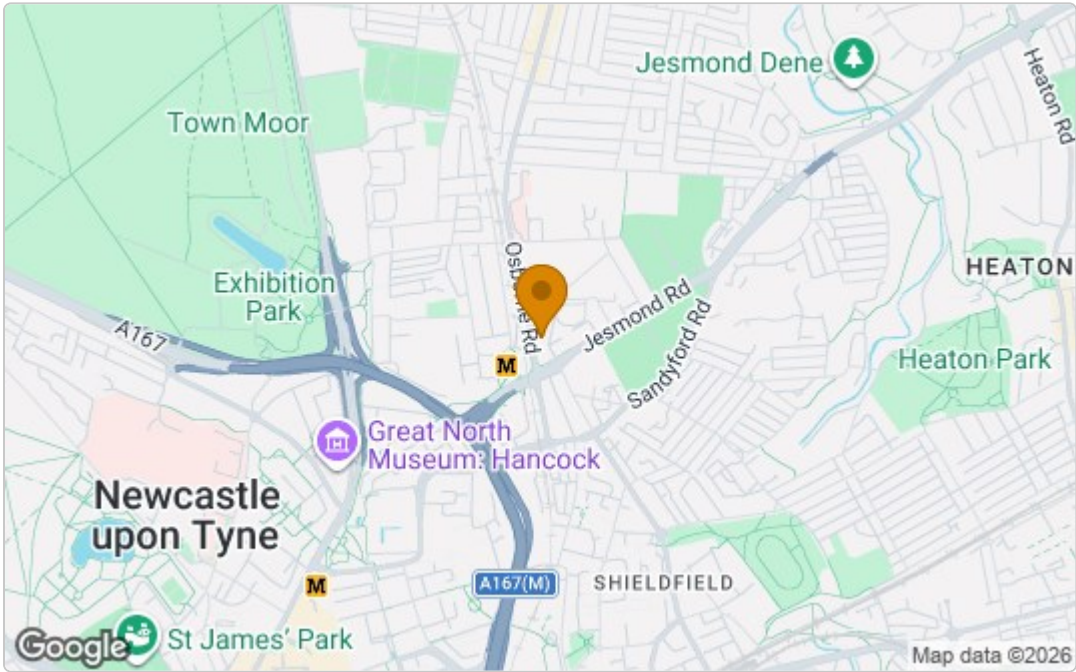 Jesmond Dene
Heaton Rd
Town Moor
Osborne Rd
Exhibition
Park
HEATON
Jesmond Rd
A167
Sandyford Rd
Heaton Park
M
Great North
Museum: Hancock
Newcastle
upon Tyne
A167(M)
SHIELDFIELD
M
St James' Park
Google
Map data ©2026